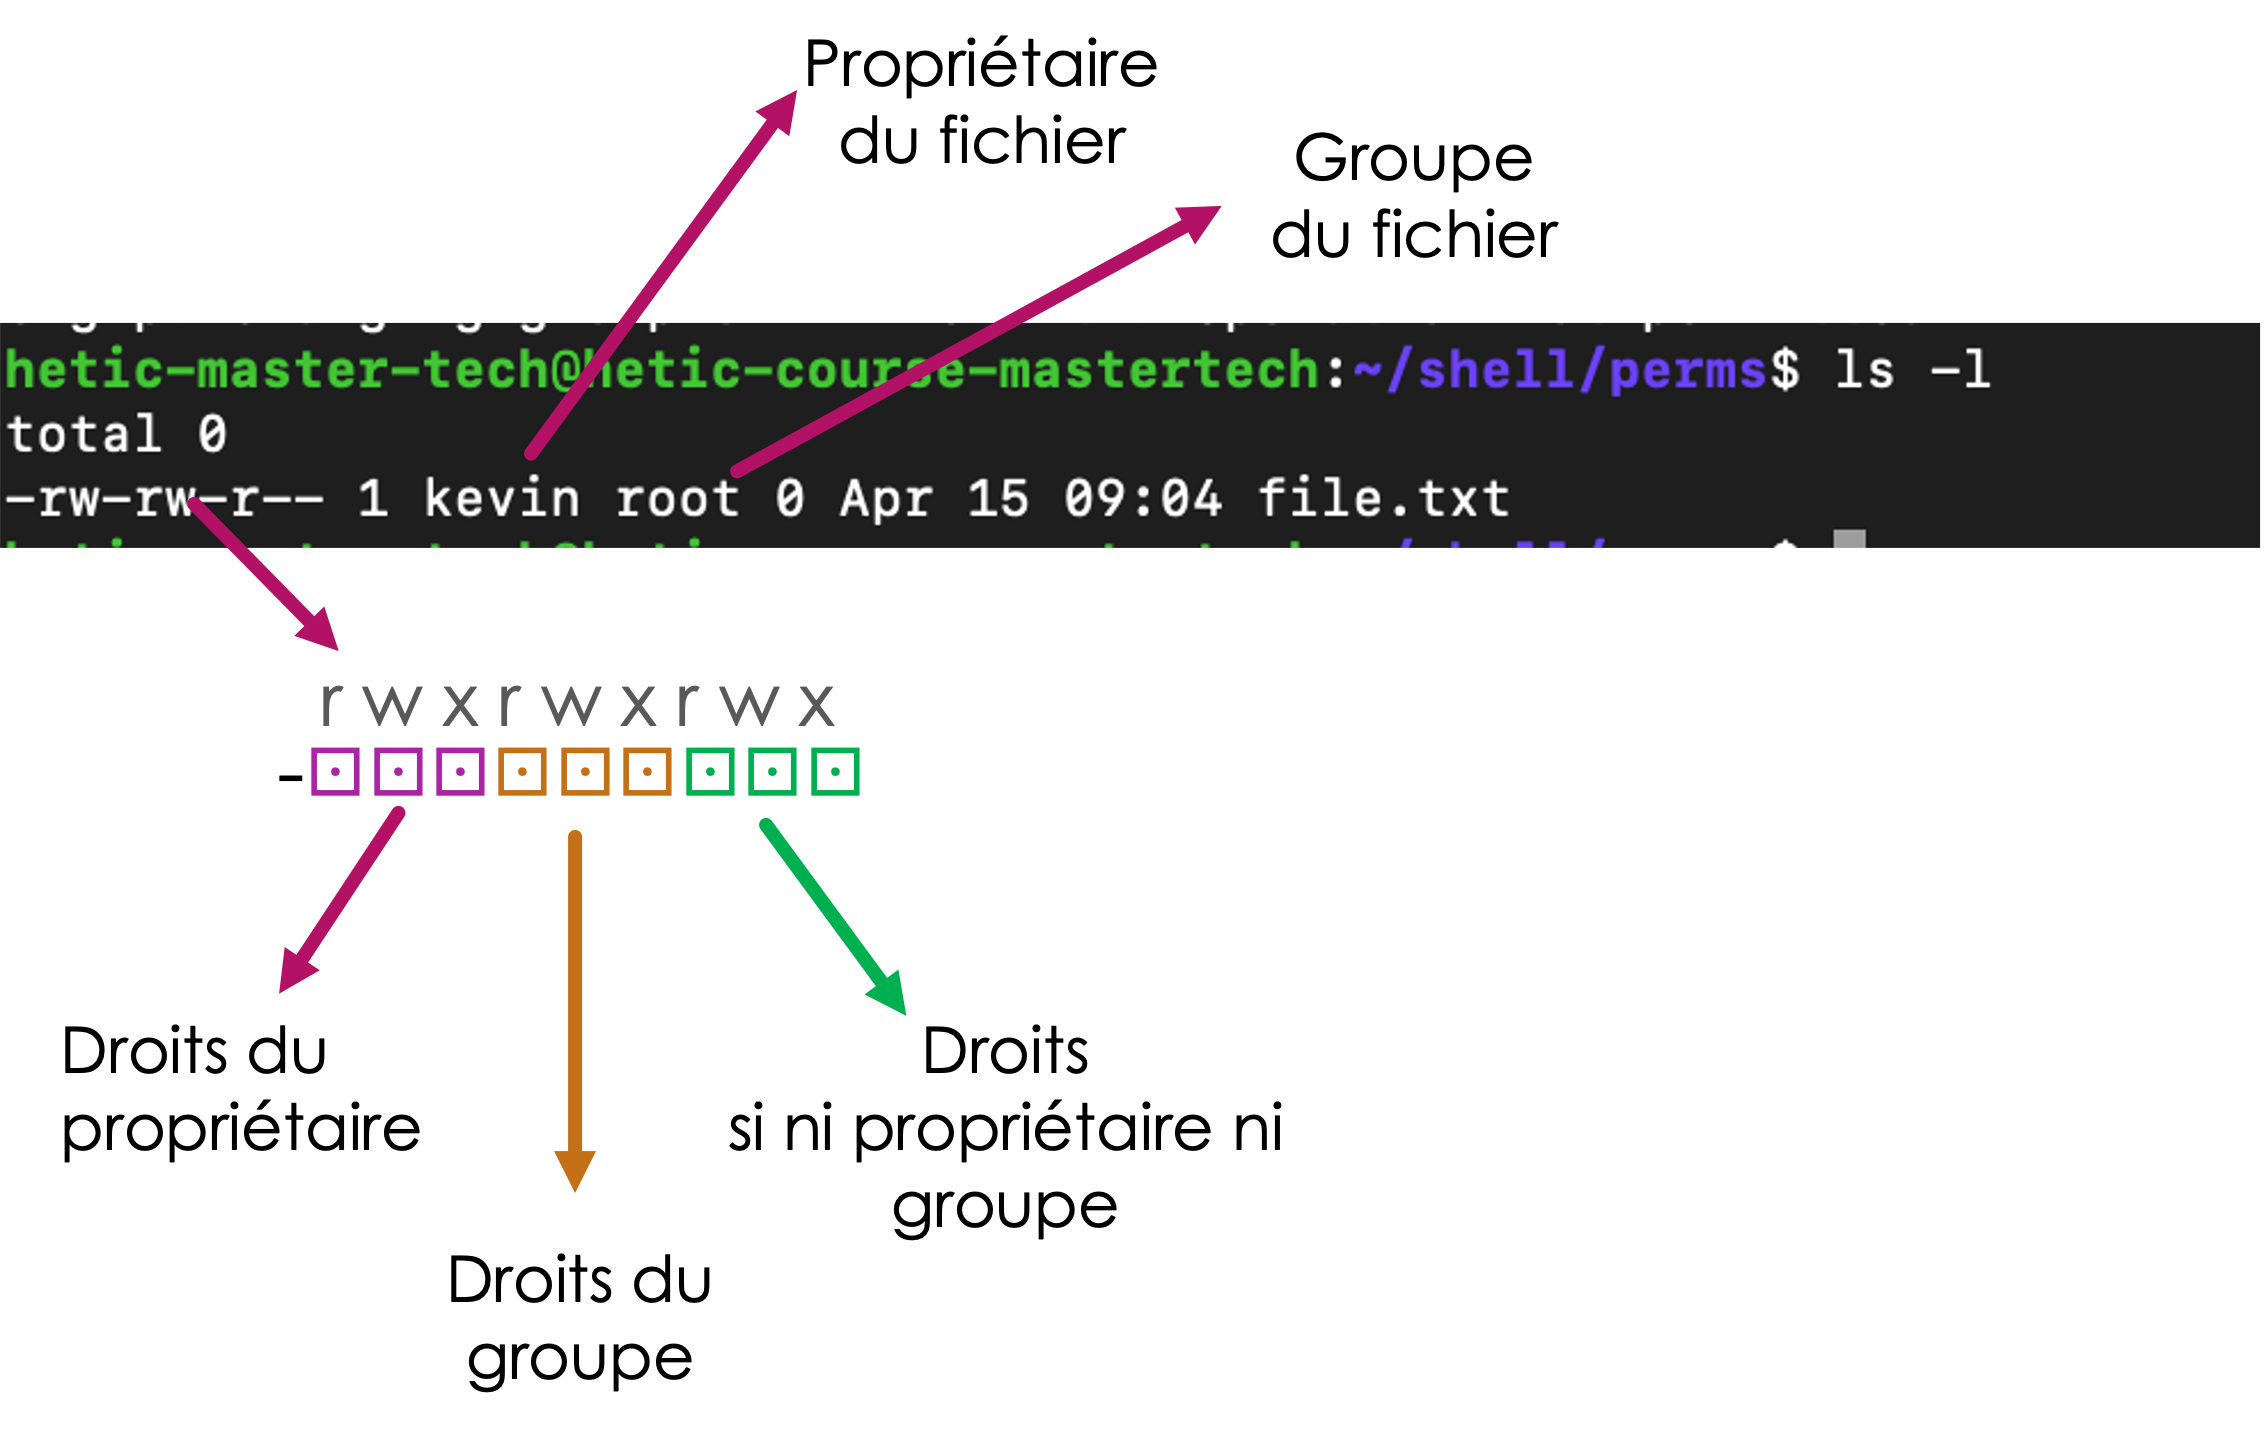 Propriétaire
du fichier
Groupe
du fichier
hetic-master-tech@hetic-course-mastertech:~/shell/perms$ ls -l
total 0
-rw-rw-r-- 1 kevin root 0 Apr 15 09:04 file.txt
r w x r w x r w x
-
Droits du
propriétaire
Droits
si ni propriétaire ni
groupe
Droits du
groupe